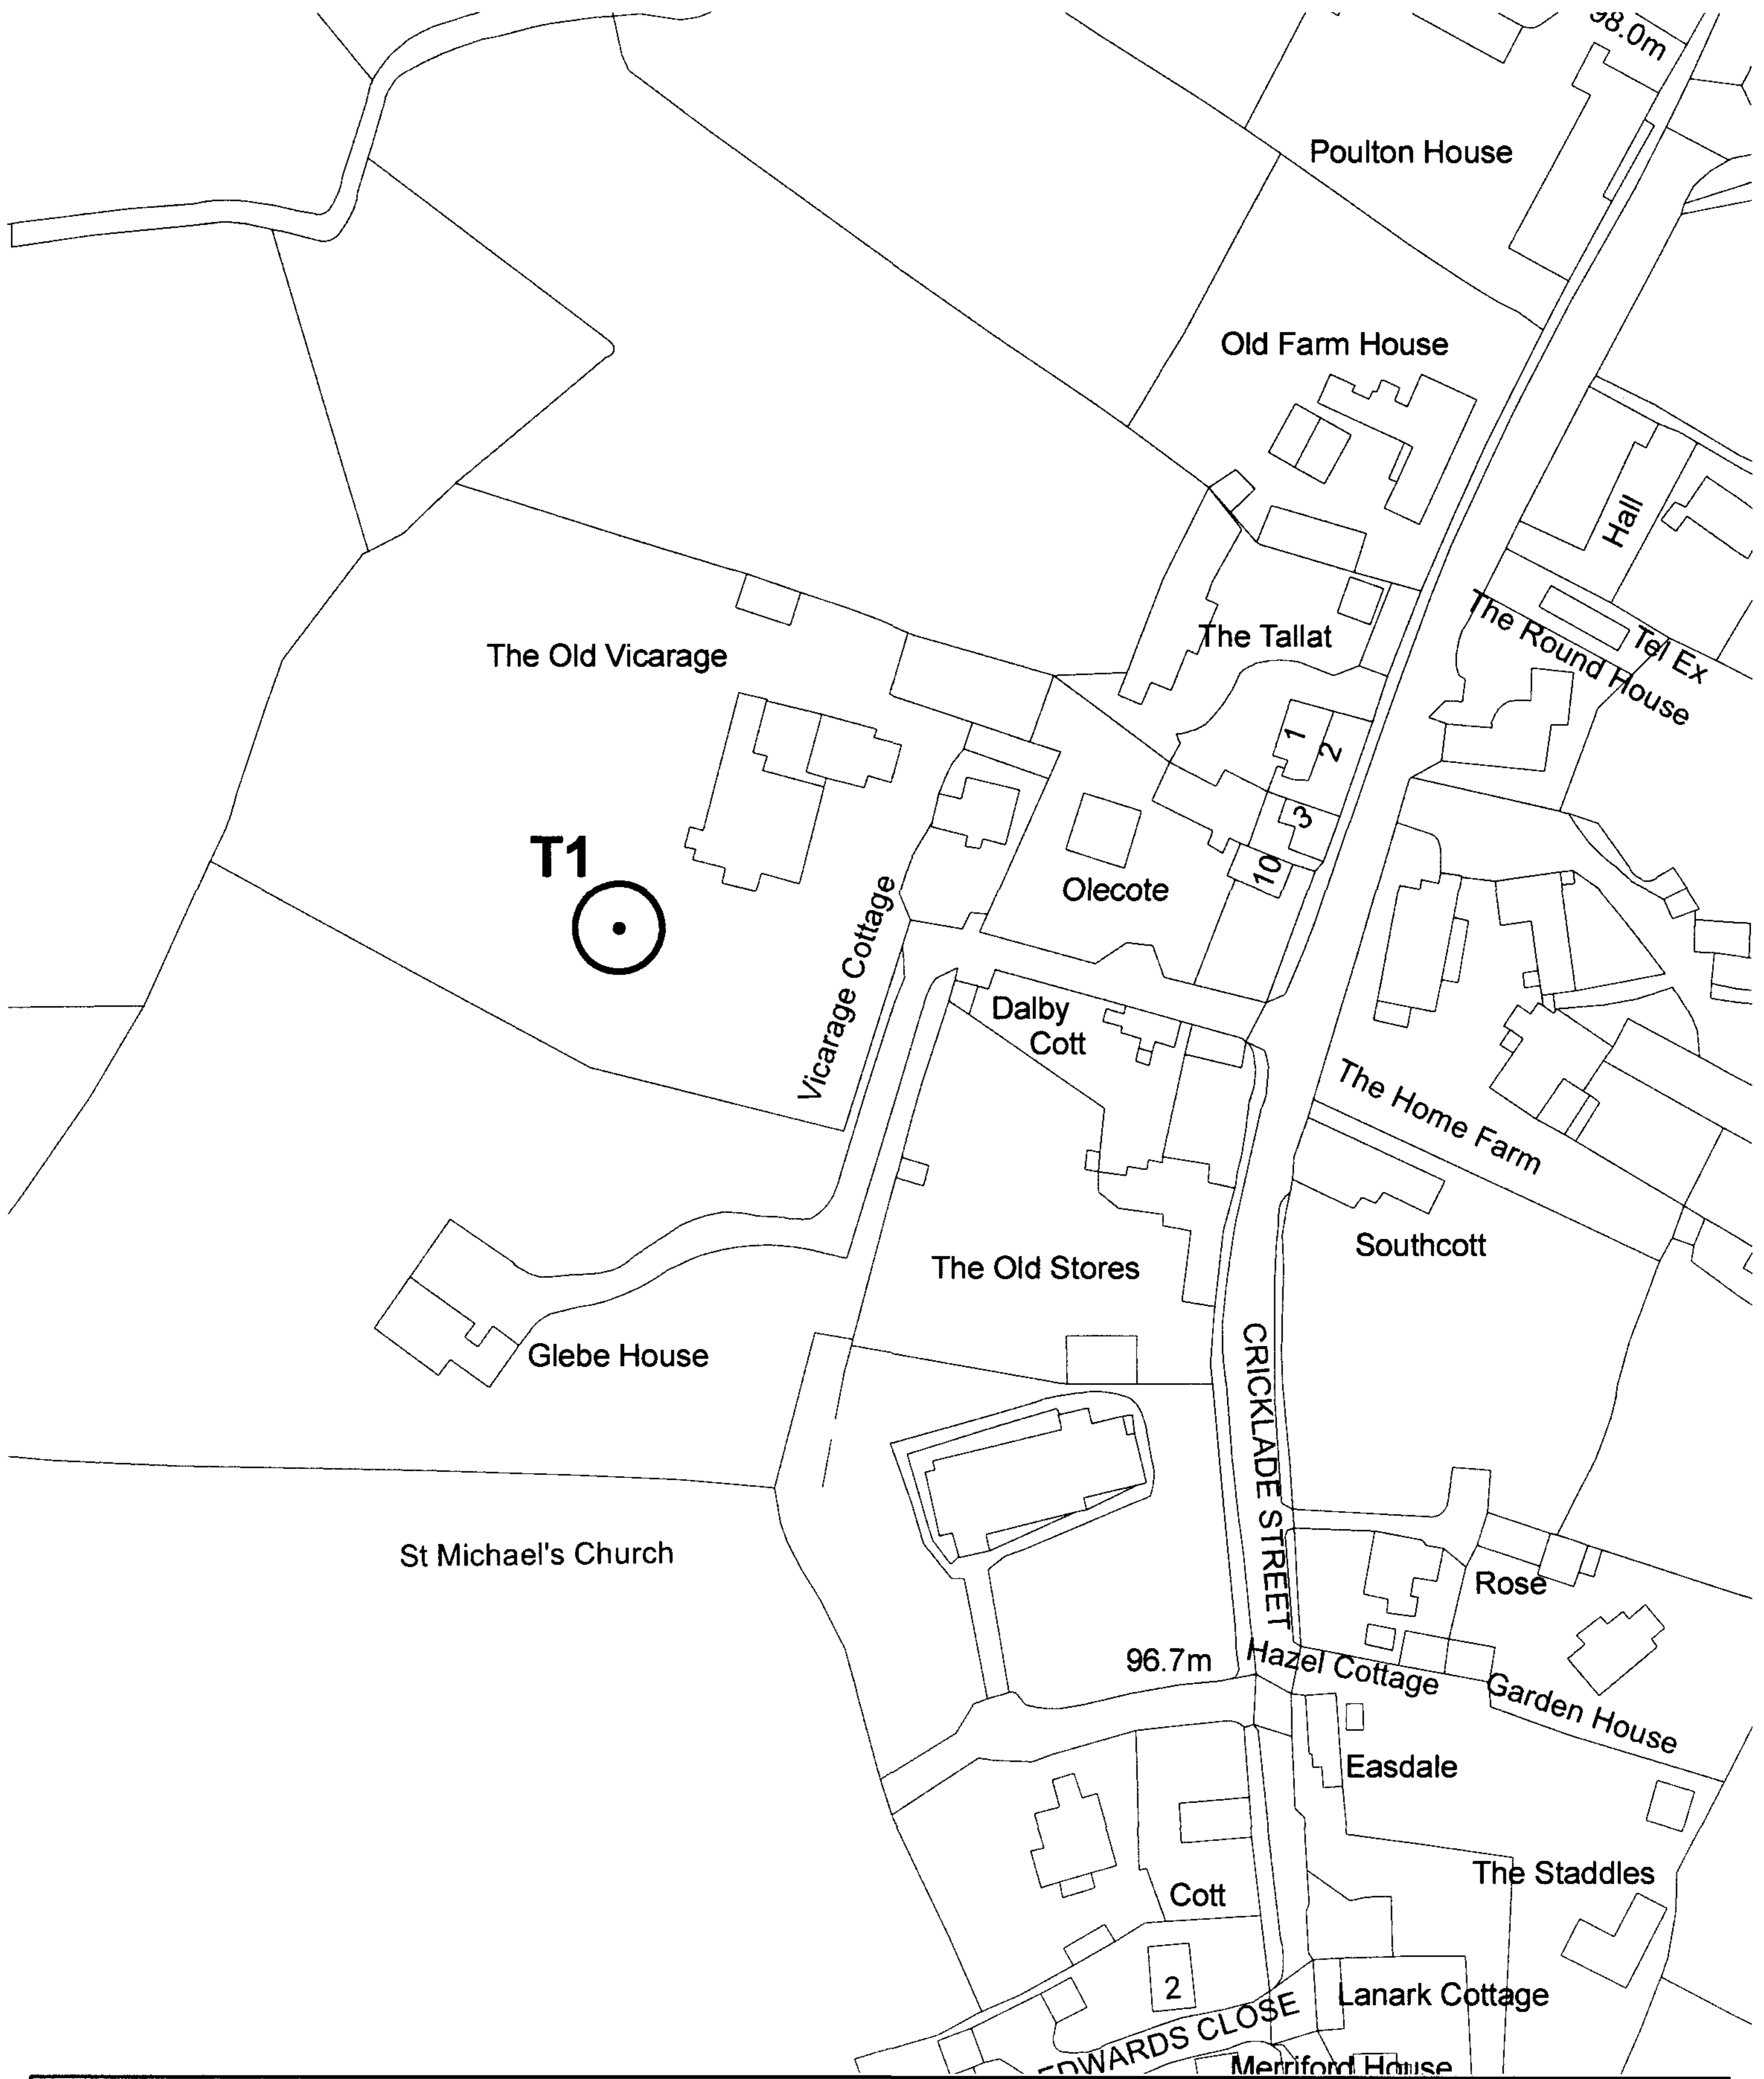 98.0m
Poulton House
Old Farm House
Hall
The Tallat
The Round House
Tel Ex
The Old Vicarage
1
2
3
10
T1
Olecote
Vicarage Cottage
Dalby
Cott
The Home Farm
Southcott
The Old Stores
Glebe House
CRICKLADE STREET
St Michael's Church
Rose
96.7m
Hazel Cottage
Garden House
Easdale
The Staddles
Cott
2
Lanark Cottage
EDWARDS CLOSE
Merriford House